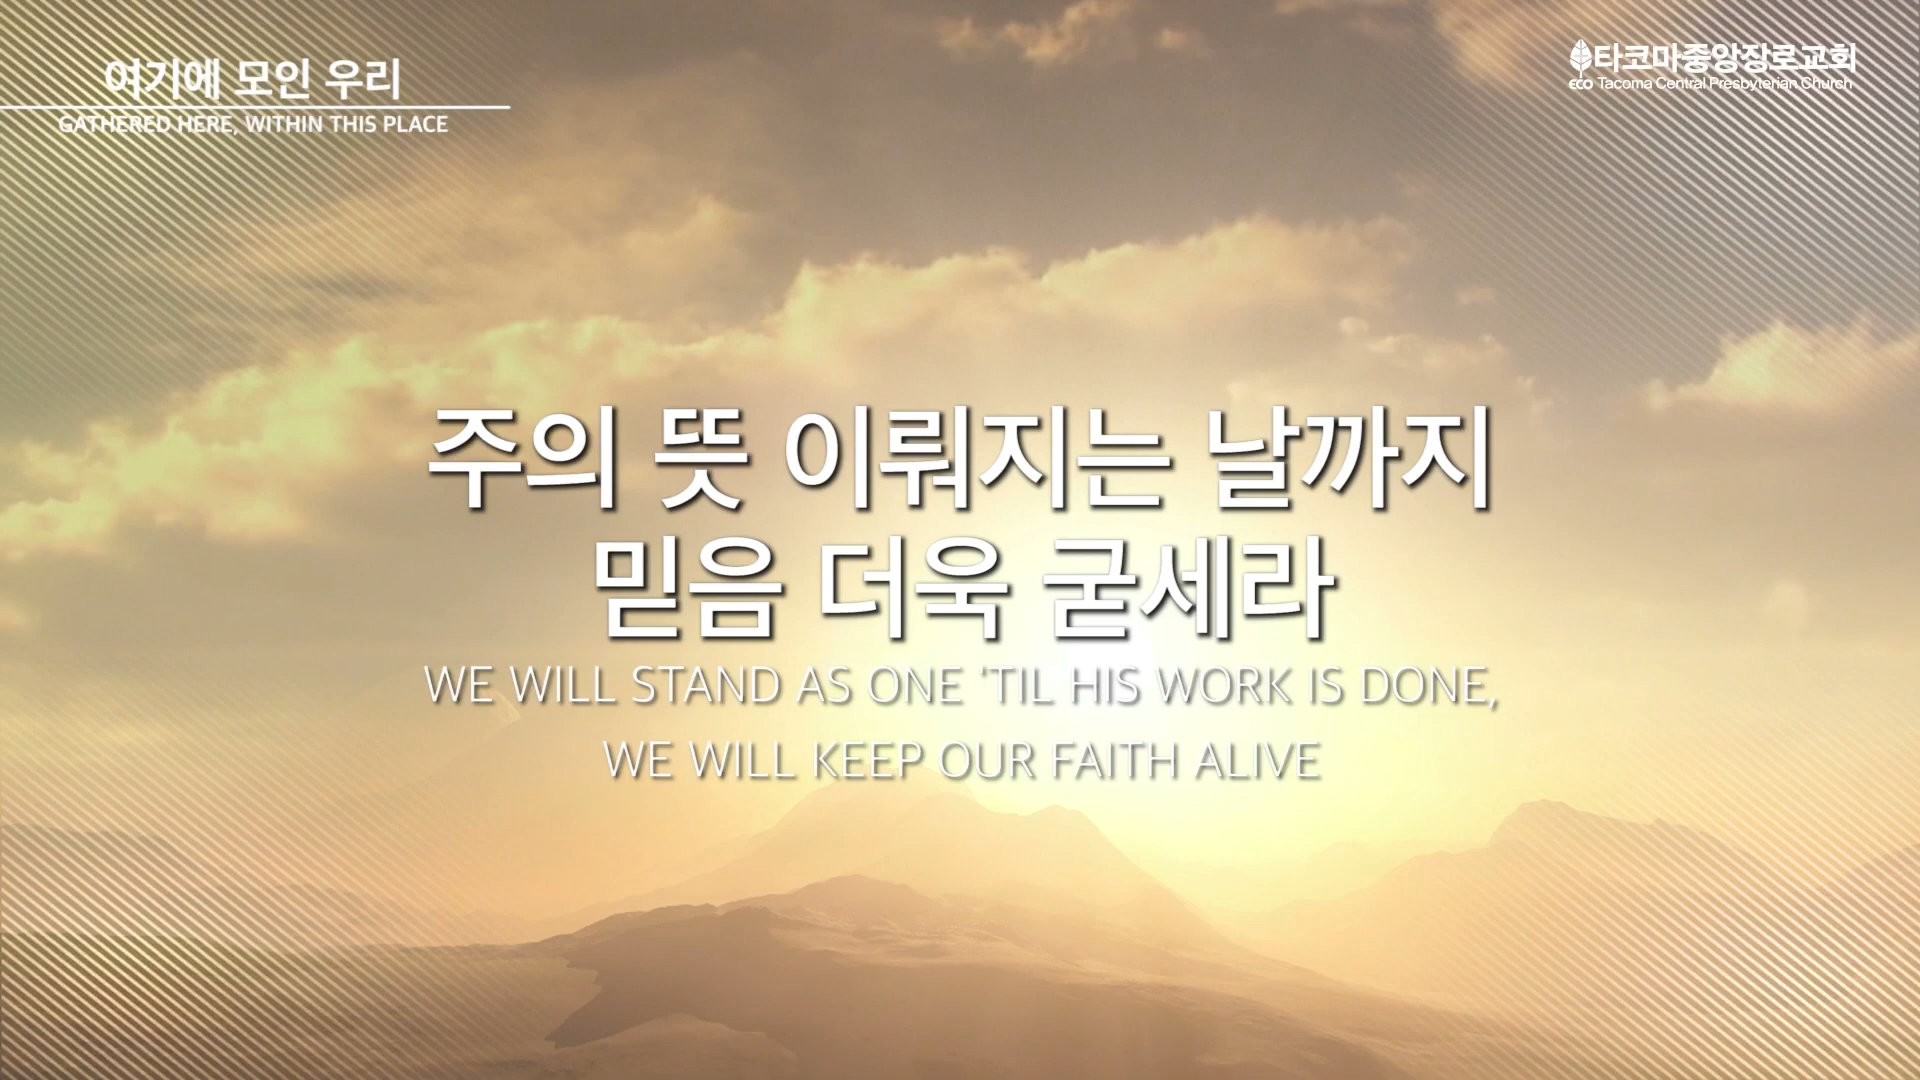 여기에 모인 우리
GATHERED HERE, WITHIN THIS PLACE
타코마중앙장로교회
ECO Tacoma Central Presbyterian Church
주의 뜻 이뤄지는 날까지
믿음 더욱 굳세라
WE WILL STAND AS ONE 'TIL HIS WORK IS DONE,
WE WILL KEEP OUR FAITH ALIVE